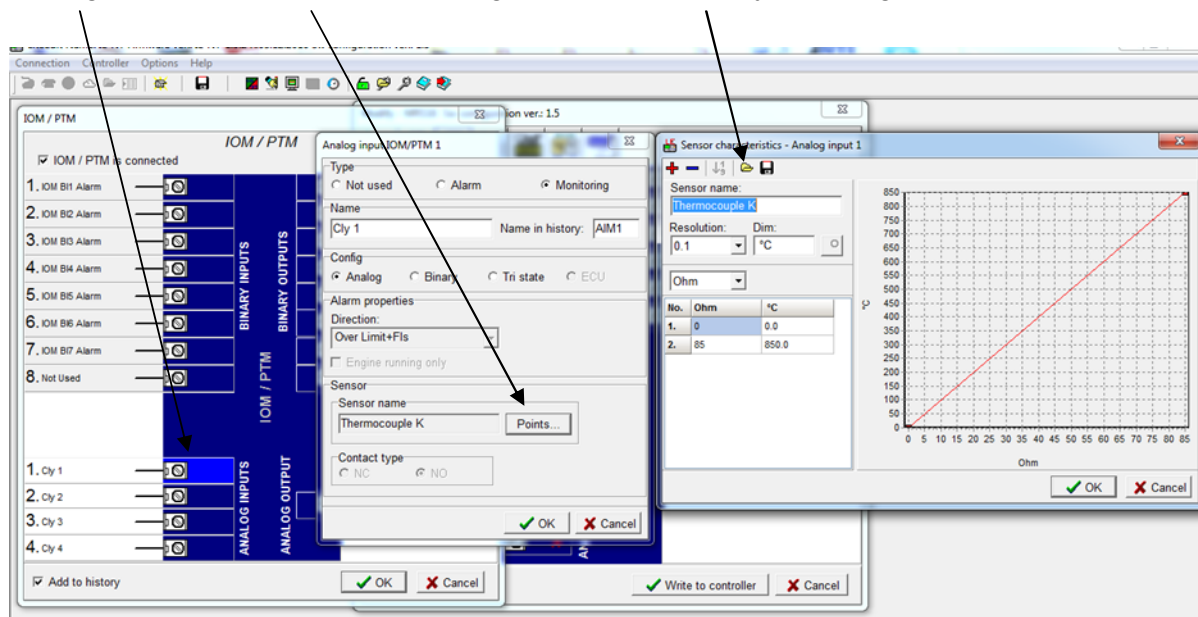 Connection Controller Options Help
IOM / PTM
ion ver.: 1.5
IOM / PTM
IOM / PTM is connected
1. IOM BI1 Alarm
2. IOM BI2 Alarm
3. IOM BI3 Alarm
4. IOM BI4 Alarm
5. IOM BI5 Alarm
6. IOM BI6 Alarm
7. IOM BI7 Alarm
8. Not Used
BINARY INPUTS
BINARY OUTPUTS
IOM / PTM
1. Cly 1
2. Cly 2
3. Cly 3
4. Cly 4
ANALOG INPUTS
ANALOG OUTPUT
Add to history
OK
Cancel
Analog input IOM/PTM 1
Type
Not used Alarm Monitoring
Name
Cly 1 Name in history: AIM1
Config
Analog Binary Tri state ECU
Alarm properties
Direction:
Over Limit+Fls
Engine running only
Sensor
Sensor name
Thermocouple K Points...
Contact type
NC NO
OK Cancel
Write to controller Cancel
Sensor characteristics - Analog input 1
Sensor name:
Thermocouple K
Resolution: Dim:
0.1 °C
Ohm
No. Ohm °C
1. 0 0.0
2. 85 850.0
°C
850
800
750
700
650
600
550
500
450
400
350
300
250
200
150
100
50
0
0 5 10 15 20 25 30 35 40 45 50 55 60 65 70 75 80 85
Ohm
OK Cancel